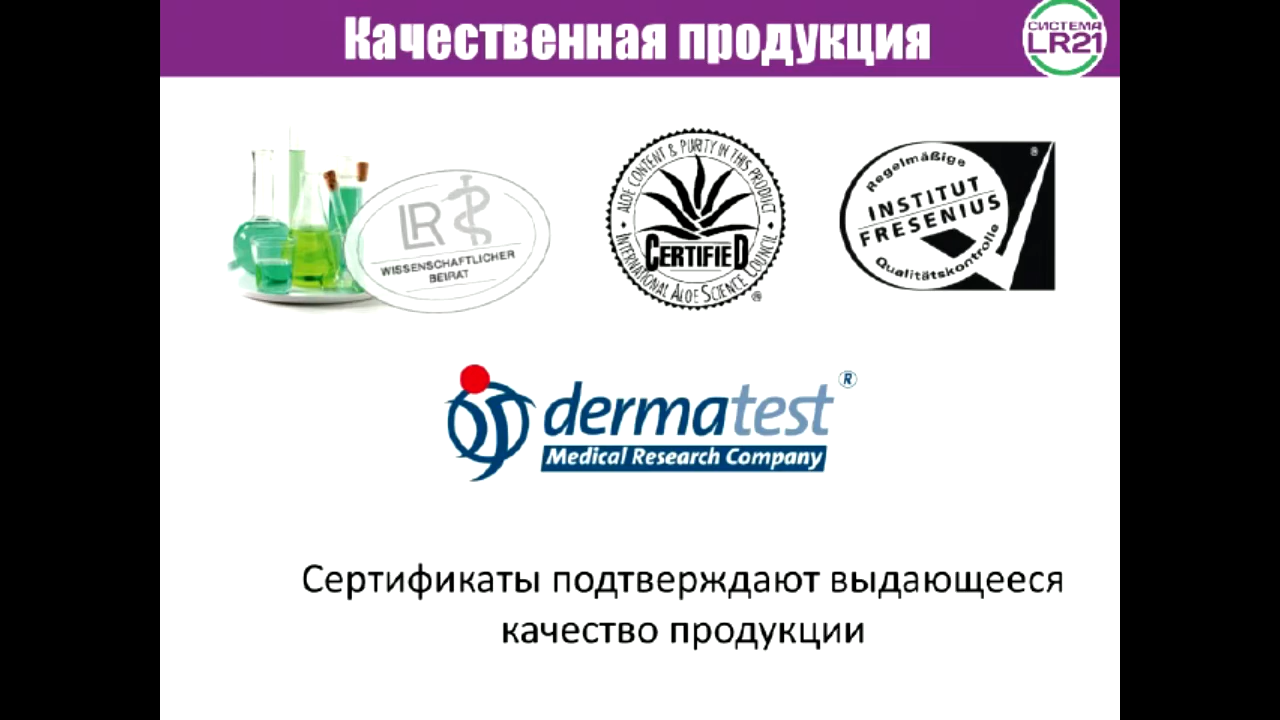 Качественная продукция
СИСТЕМА
LR21
LR
WISSENSCHAFTLICHER
BEIRAT
ALOE CONTENT & PURITY IN THIS PRODUCT
CERTIFIED
INTERNATIONAL ALOE SCIENCE COUNCIL
®
Regelmäßige
INSTITUT
FRESENIUS
Qualitätskontrolle
®
dermatest®
Medical Research Company
Сертификаты подтверждают выдающееся
качество продукции